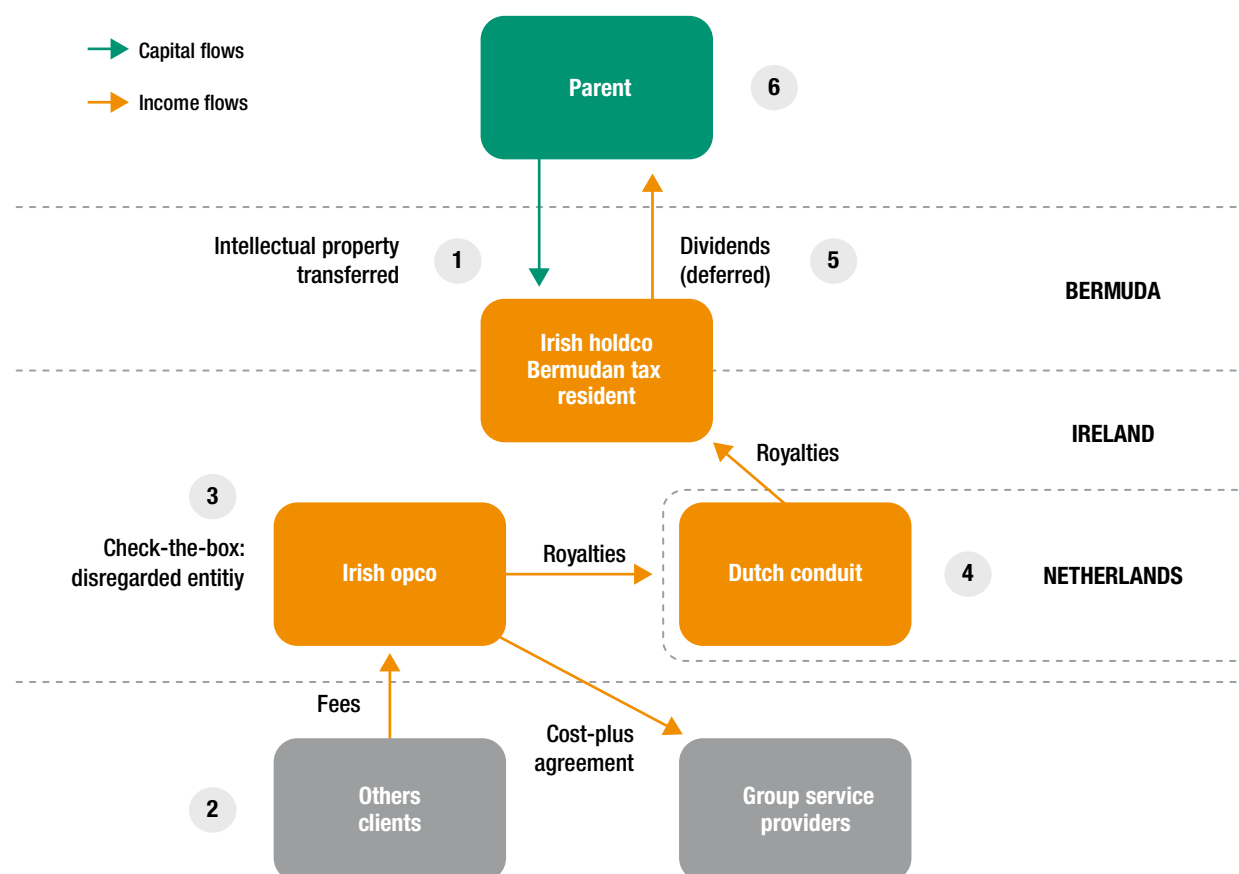 Capital flows
Income flows
Parent
6
Intellectual property
transferred
1
Dividends
(deferred)
5
BERMUDA
Irish holdco
Bermudan tax
resident
IRELAND
Royalties
3
Check-the-box:
disregarded entitiy
Irish opco
Royalties
Dutch conduit
4
NETHERLANDS
Fees
Cost-plus
agreement
2
Others
clients
Group service
providers